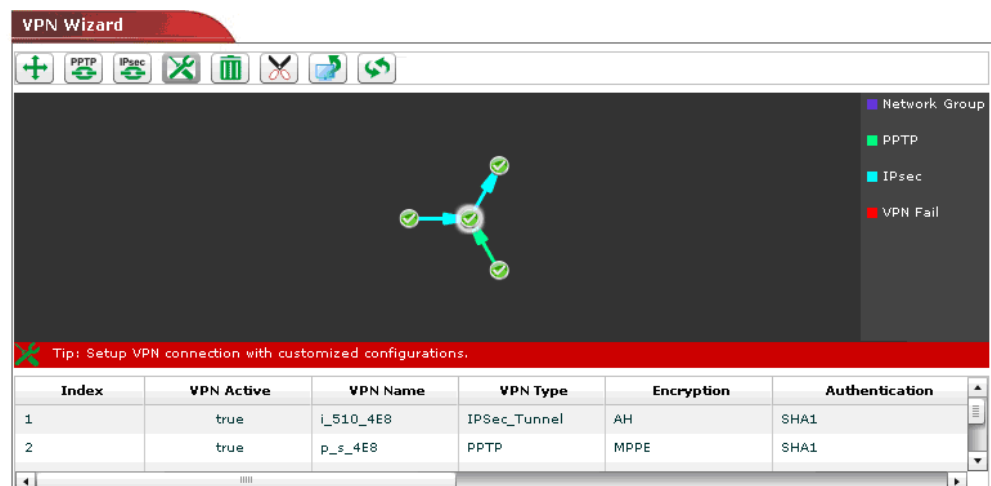 VPN Wizard
PPTP IPsec
Network Group
PPTP
IPsec
VPN Fail
Tip: Setup VPN connection with customized configurations.
Index VPN Active VPN Name VPN Type Encryption Authentication
1 true i_510_4E8 IPSec_Tunnel AH SHA1
2 true p_s_4E8 PPTP MPPE SHA1